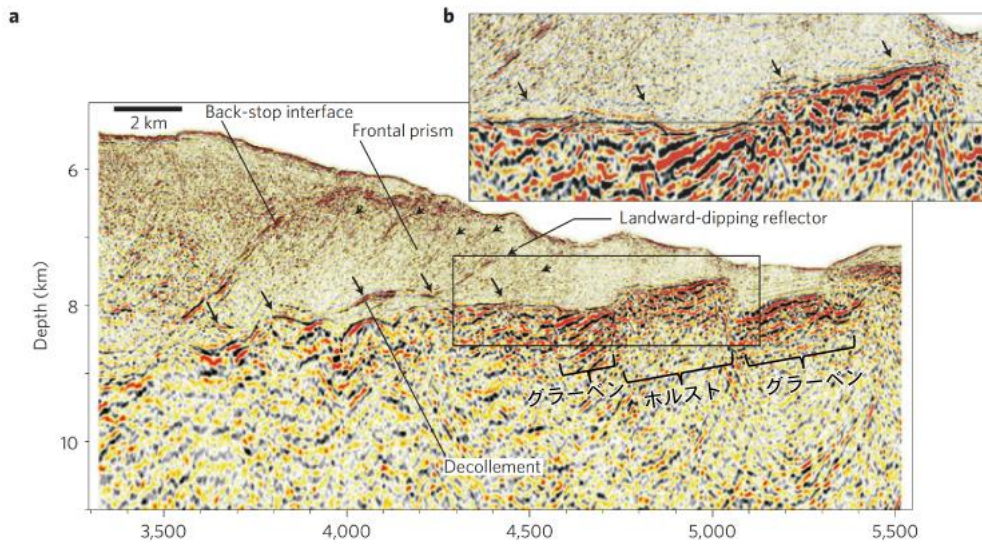 a
b
2 km
Back-stop interface
Frontal prism
Landward-dipping reflector
6
7
8
9
10
Depth (km)
グラーベン
ホルスト
グラーベン
Decollement
3,500
4,000
4,500
5,000
5,500